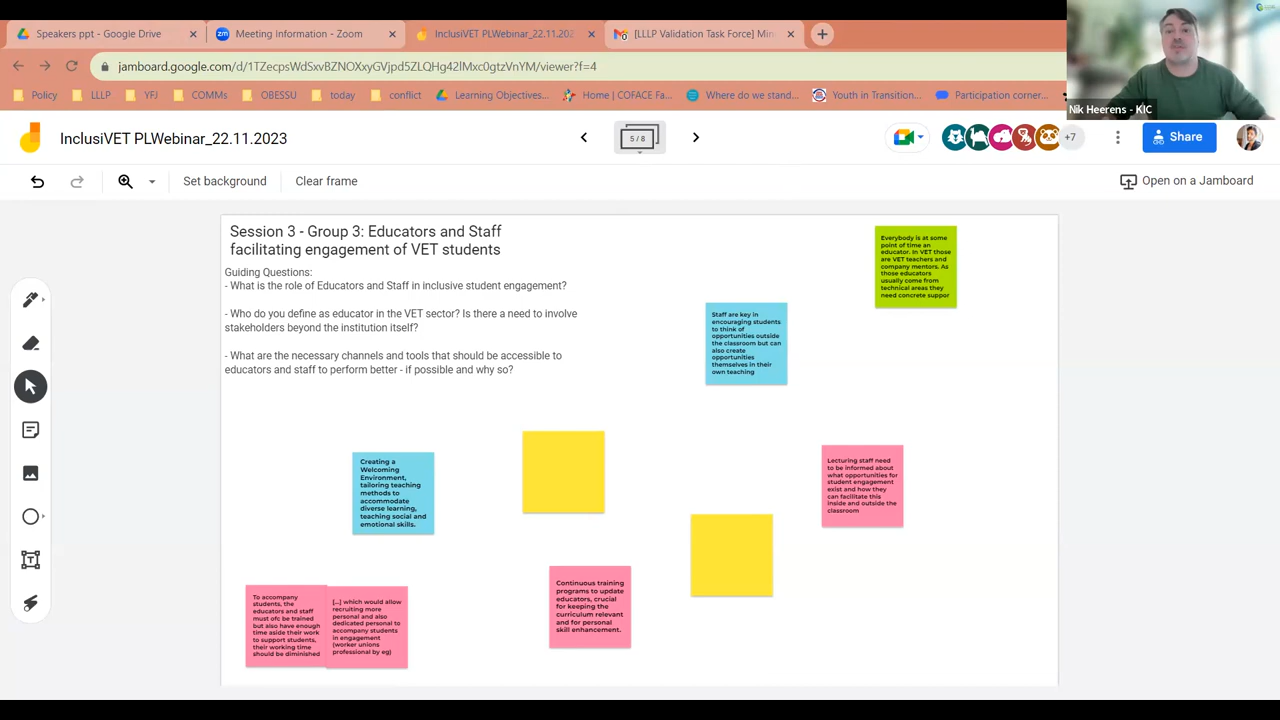 Speakers ppt - Google Drive
Meeting Information - Zoom
InclusiVET PLWebinar_22.11.202
[LLLP Validation Task Force] Min
jamboard.google.com/d/1TZecpsWdSxvBZNOXxyGVjpd5ZLQHg42lMxc0gtzVnYM/viewer?f=4
Policy
LLLP
YFJ
COMMs
OBESSU
today
conflict
Learning Objectives...
Home | COFACE Fa...
Where do we stand...
Youth in Transition...
Participation corner...
Nik Heerens - KIC
InclusiVET PLWebinar_22.11.2023
5 / 8
+7
Share
Set background
Clear frame
Open on a Jamboard
Session 3 - Group 3: Educators and Staff
facilitating engagement of VET students
Guiding Questions:
- What is the role of Educators and Staff in inclusive student engagement?
- Who do you define as educator in the VET sector? Is there a need to involve
stakeholders beyond the institution itself?
- What are the necessary channels and tools that should be accessible to
educators and staff to perform better - if possible and why so?
Everybody is at some
point of time an
educator. In VET those
are VET teachers and
company mentors. As
those educators
usually come from
technical areas they
need concrete suppor
Staff are key in
encouraging students
to think of
opportunities outside
the classroom but can
also create
opportunities
themselves in their
own teaching
Creating a
Welcoming
Environment,
tailoring teaching
methods to
accommodate
diverse learning,
teaching social and
emotional skills.
Lecturing staff need
to be informed about
what opportunities for
student engagement
exist and how they
can facilitate this
inside and outside the
classroom
To accompany
students, the
educators and staff
must ofc be trained
but also have enough
time aside their work
to support students,
their working time
should be diminished
[...] which would allow
recruiting more
personal and also
dedicated personal to
accompany students
in engagement
(worker unions
professional by eg)
Continuous training
programs to update
educators, crucial
for keeping the
curriculum relevant
and for personal
skill enhancement.